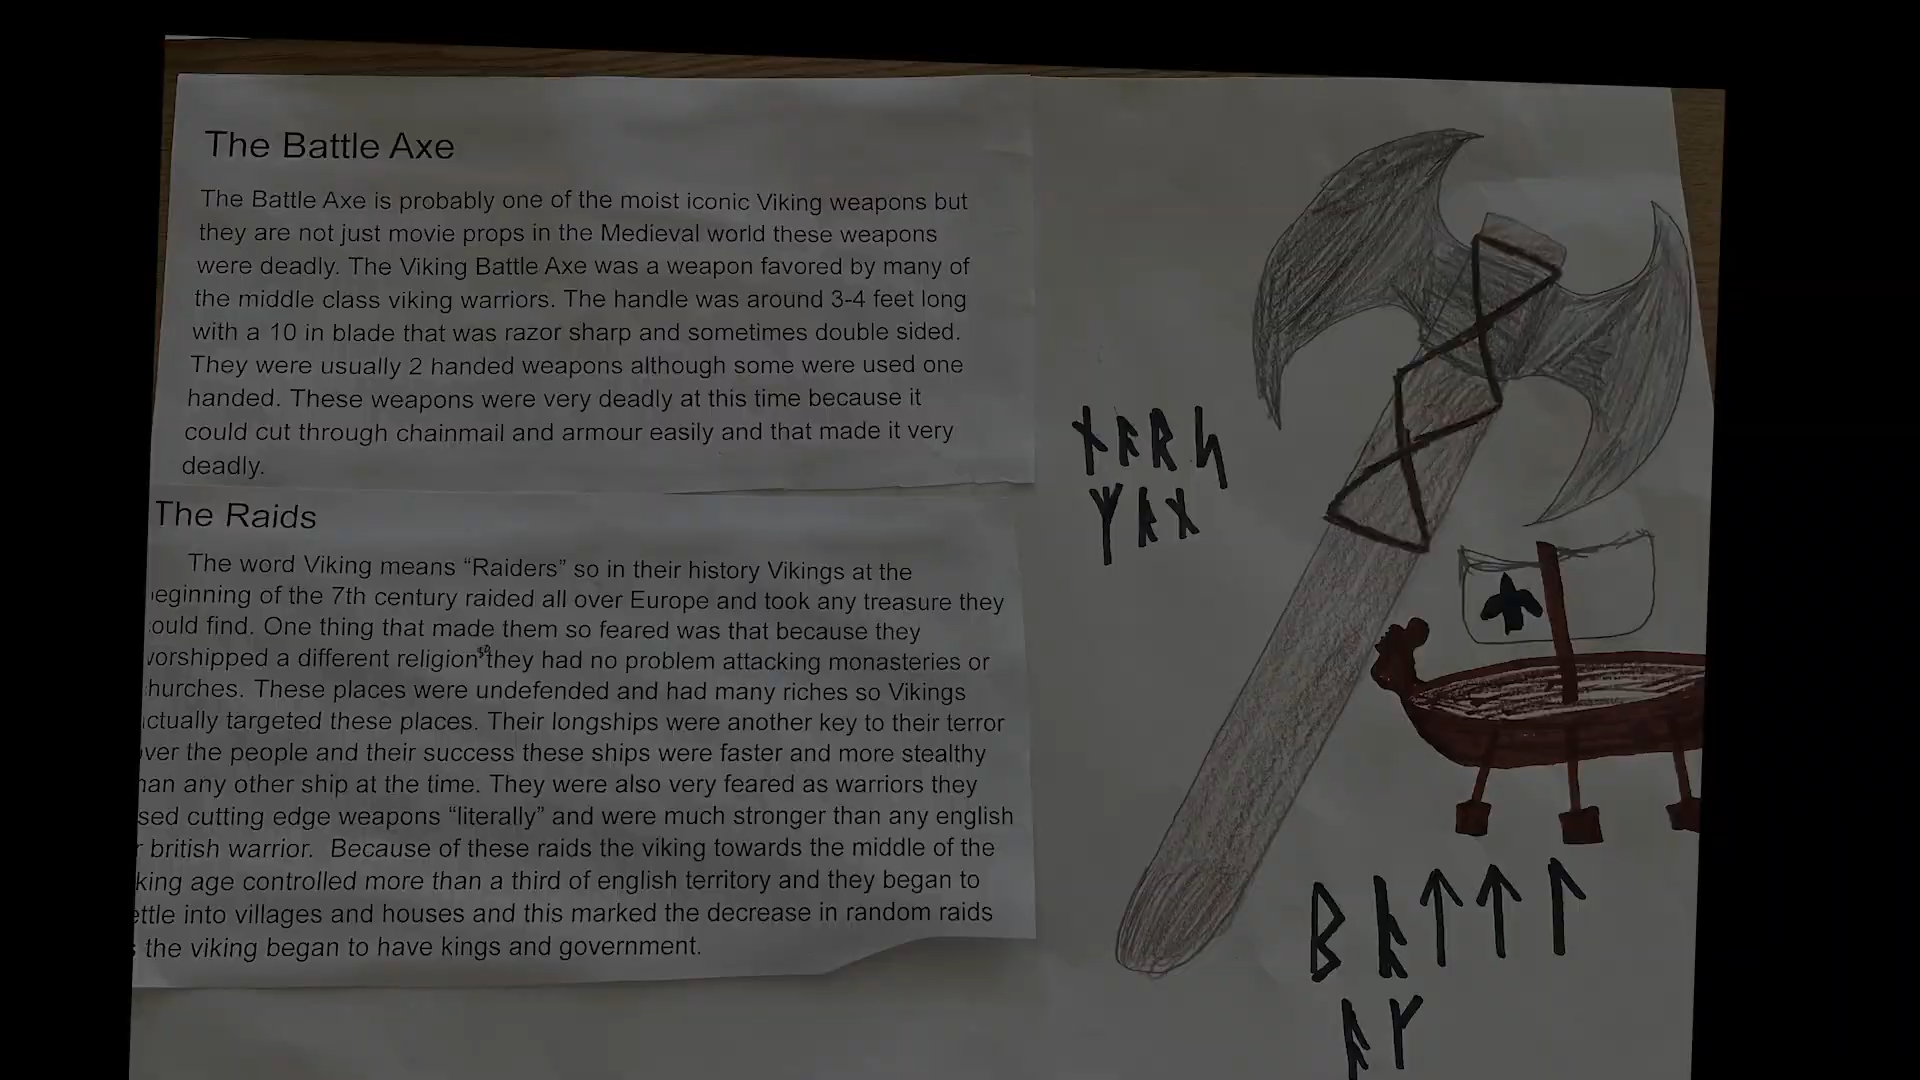 The Battle Axe
The Battle Axe is probably one of the moist iconic Viking weapons but
they are not just movie props in the Medieval world these weapons
were deadly. The Viking Battle Axe was a weapon favored by many of
the middle class viking warriors. The handle was around 3-4 feet long
with a 10 in blade that was razor sharp and sometimes double sided.
They were usually 2 handed weapons although some were used one
handed. These weapons were very deadly at this time because it
could cut through chainmail and armour easily and that made it very
deadly.
The Raids
The word Viking means “Raiders” so in their history Vikings at the
eginning of the 7th century raided all over Europe and took any treasure they
ould find. One thing that made them so feared was that because they
worshipped a different religion so they had no problem attacking monasteries or
hurches. These places were undefended and had many riches so Vikings
actually targeted these places. Their longships were another key to their terror
over the people and their success these ships were faster and more stealthy
han any other ship at the time. They were also very feared as warriors they
sed cutting edge weapons “literally” and were much stronger than any english
r british warrior. Because of these raids the viking towards the middle of the
king age controlled more than a third of english territory and they began to
ettle into villages and houses and this marked the decrease in random raids
the viking began to have kings and government.
ᛒᚨᛏᛏᛚ